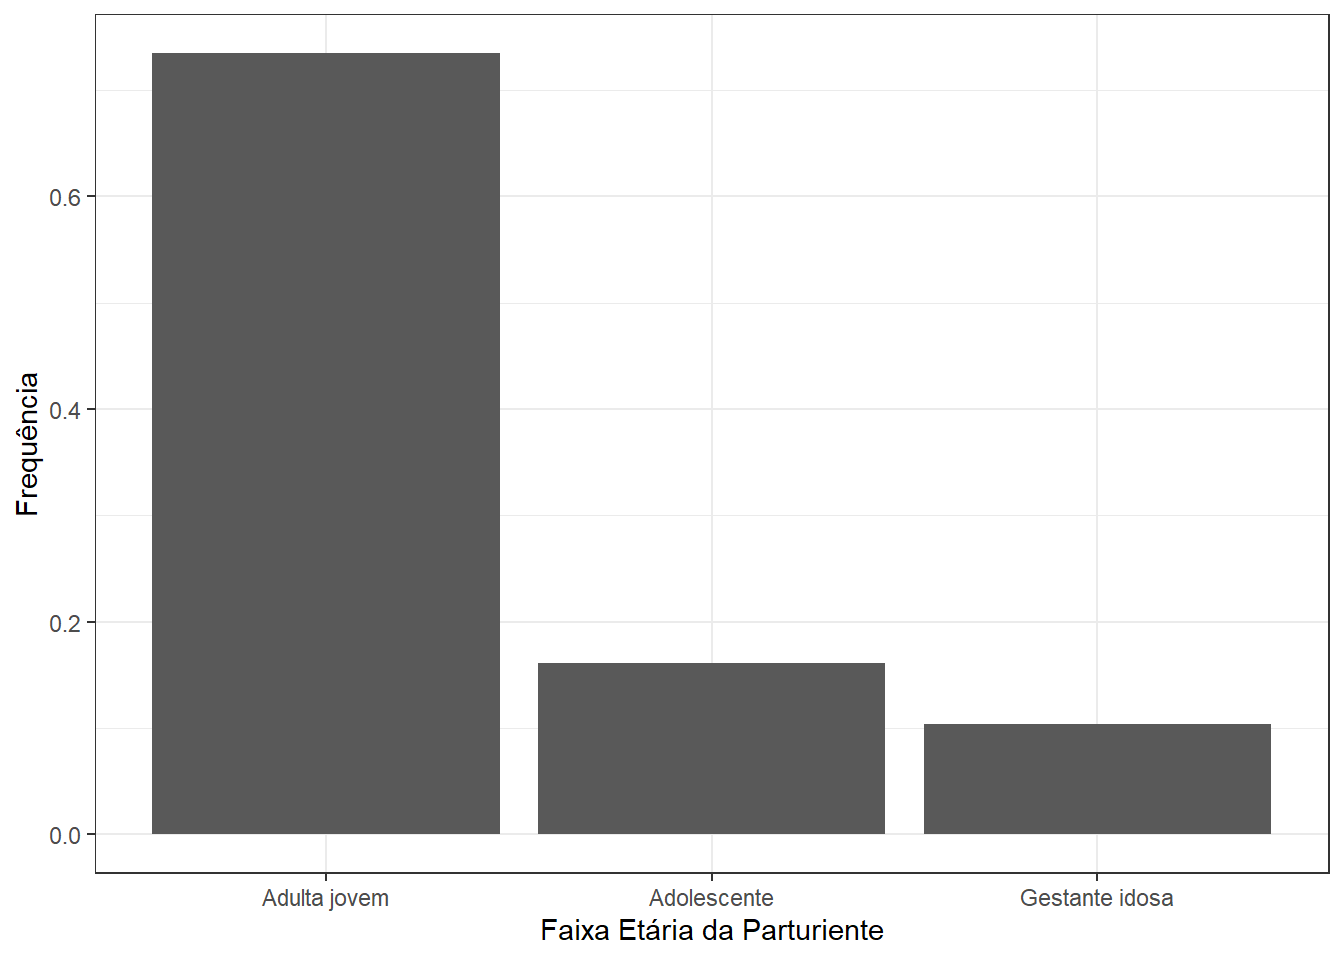 Frequência
0.6
0.4
0.2
0.0
Adulta jovem
Adolescente
Gestante idosa
Faixa Etária da Parturiente